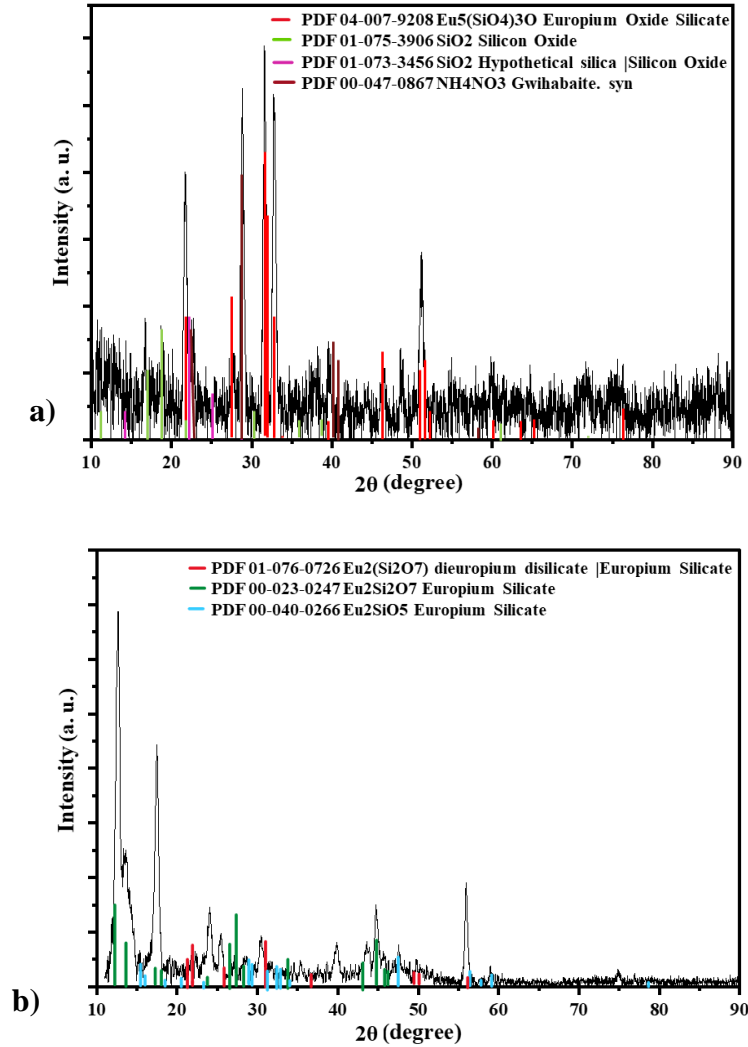 PDF 04-007-9208 Eu5(SiO4)3O Europium Oxide Silicate
PDF 01-075-3906 SiO2 Silicon Oxide
PDF 01-073-3456 SiO2 Hypothetical silica |Silicon Oxide
PDF 00-047-0867 NH4NO3 Gwihabaite. syn
Intensity (a. u.)
a)
10 20 30 40 50 60 70 80 90
2θ (degree)
PDF 01-076-0726 Eu2(Si2O7) dieuropium disilicate |Europium Silicate
PDF 00-023-0247 Eu2Si2O7 Europium Silicate
PDF 00-040-0266 Eu2SiO5 Europium Silicate
Intensity (a. u.)
b)
10 20 30 40 50 60 70 80 90
2θ (degree)